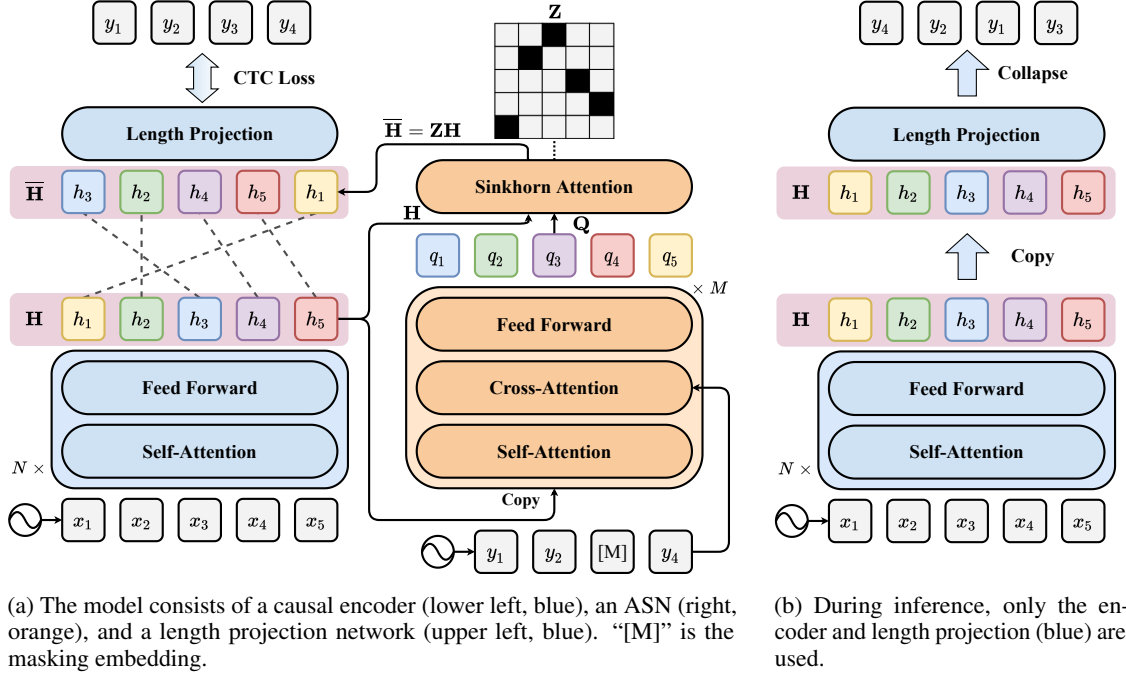 y1 y2 y3 y4
CTC Loss
Length Projection
H̅ h3 h2 h4 h5 h1
H h1 h2 h3 h4 h5
Feed Forward
Self-Attention
N ×
x1 x2 x3 x4 x5
Z
H̅ = ZH
Sinkhorn Attention
H
Q
q1 q2 q3 q4 q5
× M
Feed Forward
Cross-Attention
Self-Attention
Copy
y1 y2 [M] y4
(a) The model consists of a causal encoder (lower left, blue), an ASN (right,
orange), and a length projection network (upper left, blue). “[M]” is the
masking embedding.
y4 y2 y1 y3
Collapse
Length Projection
H h1 h2 h3 h4 h5
Copy
H h1 h2 h3 h4 h5
Feed Forward
Self-Attention
N ×
x1 x2 x3 x4 x5
(b) During inference, only the en-
coder and length projection (blue) are
used.